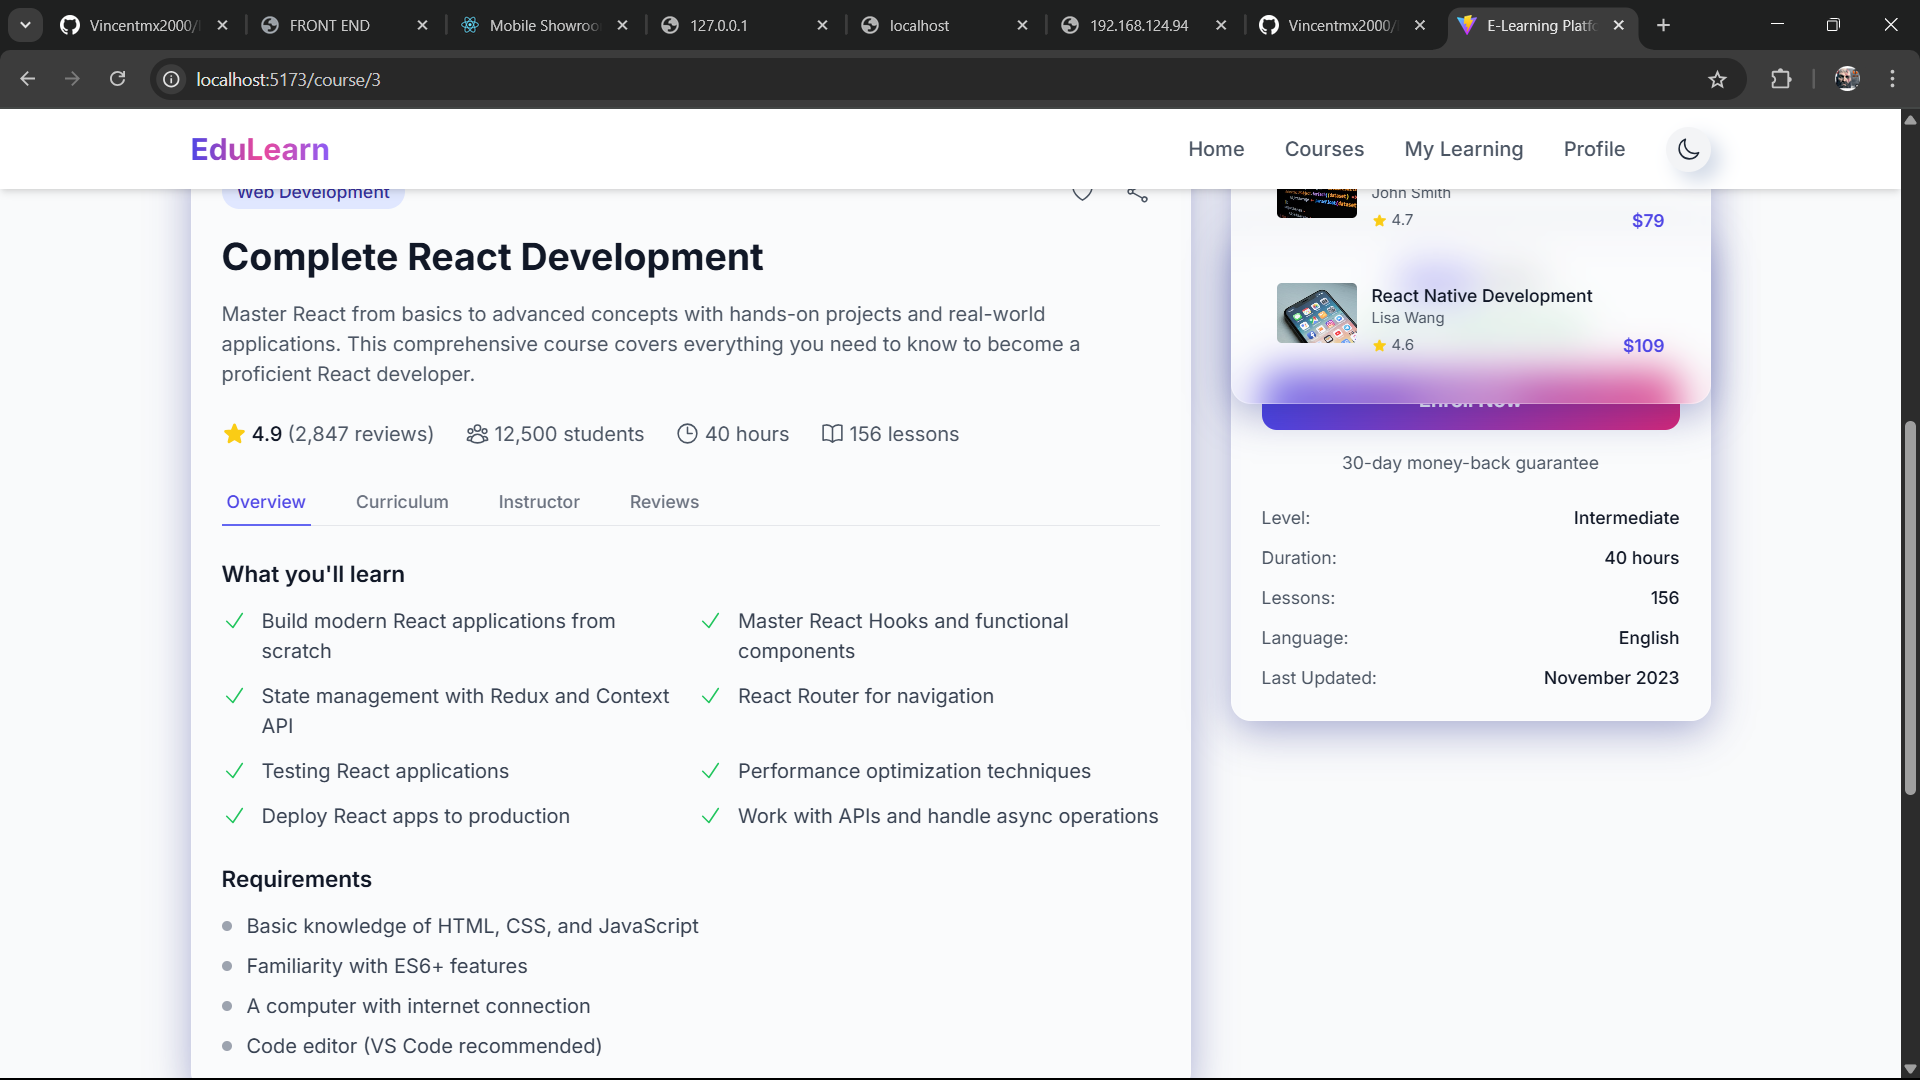 Vincentmx2000/
FRONT END
Mobile Showroo
127.0.0.1
localhost
192.168.124.94
Vincentmx2000/
E-Learning Platfo
localhost:5173/course/3
EduLearn
Home
Courses
My Learning
Profile
Web Development
Complete React Development
Master React from basics to advanced concepts with hands-on projects and real-world
applications. This comprehensive course covers everything you need to know to become a
proficient React developer.
4.9 (2,847 reviews)
12,500 students
40 hours
156 lessons
Overview
Curriculum
Instructor
Reviews
What you'll learn
Build modern React applications from
scratch
Master React Hooks and functional
components
State management with Redux and Context
API
React Router for navigation
Testing React applications
Performance optimization techniques
Deploy React apps to production
Work with APIs and handle async operations
Requirements
Basic knowledge of HTML, CSS, and JavaScript
Familiarity with ES6+ features
A computer with internet connection
Code editor (VS Code recommended)
John Smith
4.7
$79
React Native Development
Lisa Wang
4.6
$109
Enroll Now
30-day money-back guarantee
Level:
Intermediate
Duration:
40 hours
Lessons:
156
Language:
English
Last Updated:
November 2023